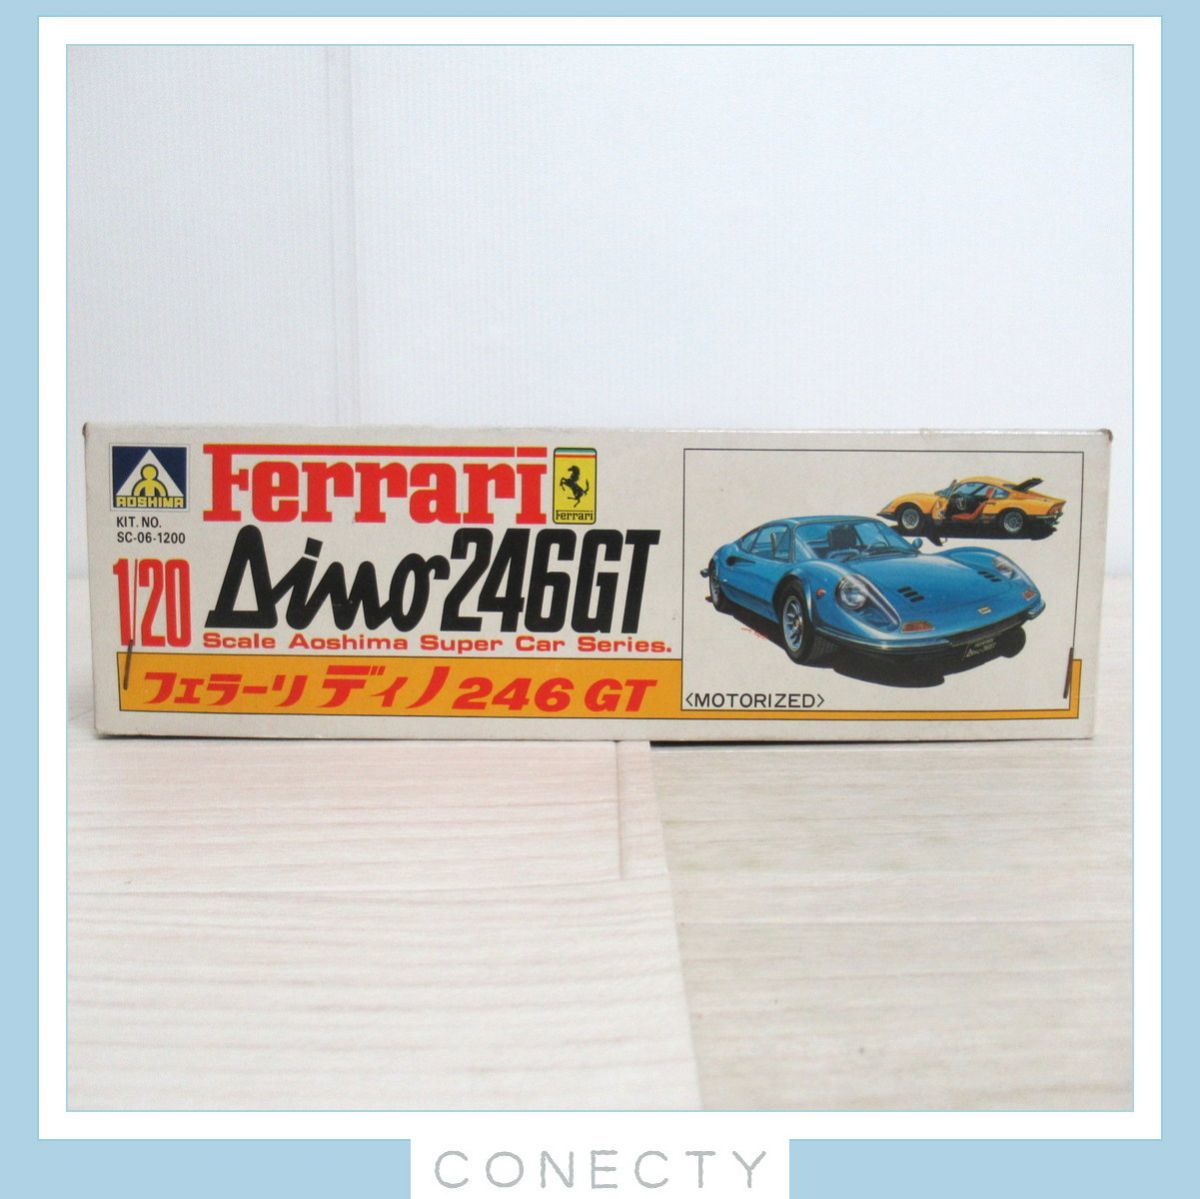 AOSHIMA
KIT. NO.
SC-06-1200
1/20
Ferrari
Ferrari
Dino 246GT
Scale Aoshima Super Car Series.
フェラーリ ディノ 246 GT
<MOTORIZED>
CONECTY